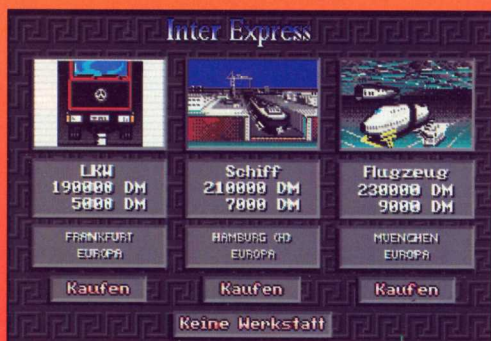 Inter Express
LKW
190000 DM
5000 DM
FRANKFURT
EUROPA
Kaufen
Schiff
210000 DM
7000 DM
HAMBURG (H)
EUROPA
Kaufen
Flugzeug
230000 DM
9000 DM
MUENCHEN
EUROPA
Kaufen
Keine Werkstatt